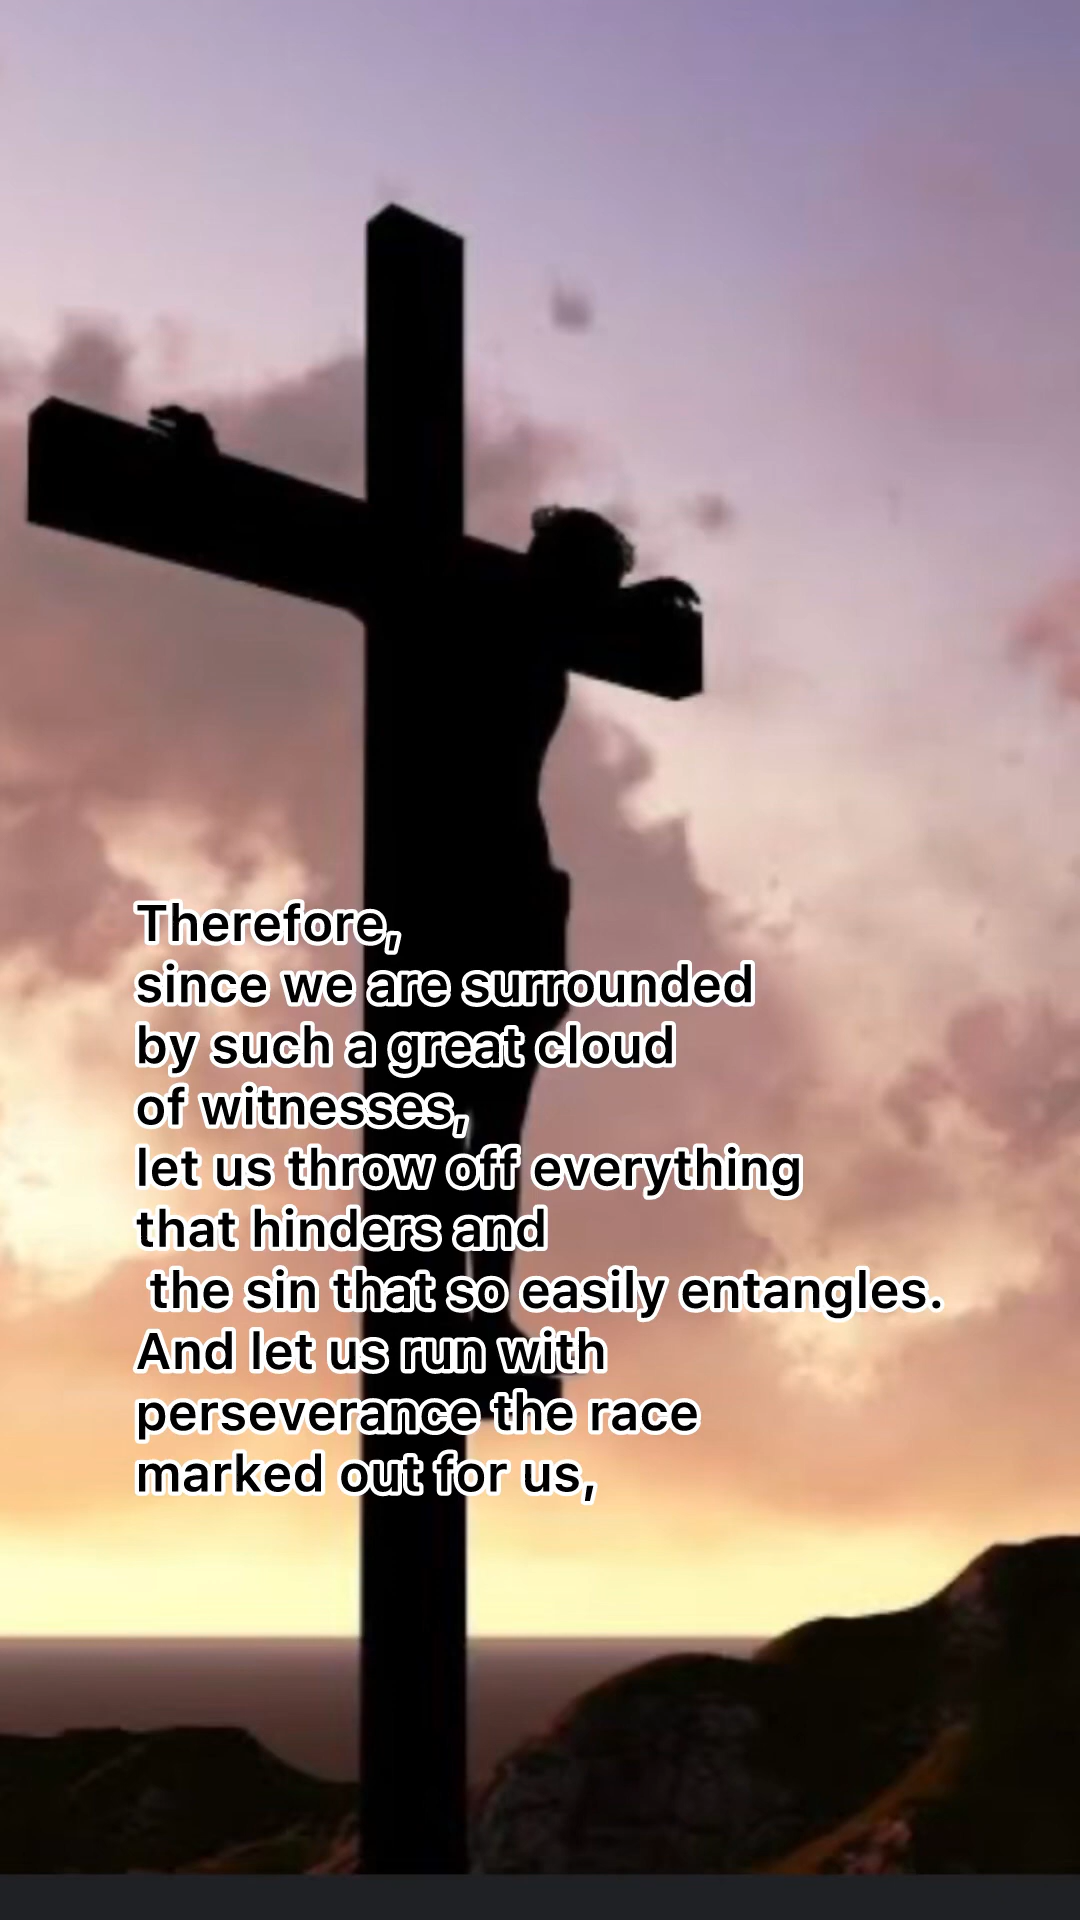 Therefore,
since we are surrounded
by such a great cloud
of witnesses,
let us throw off everything
that hinders and
the sin that so easily entangles.
And let us run with
perseverance the race
marked out for us,